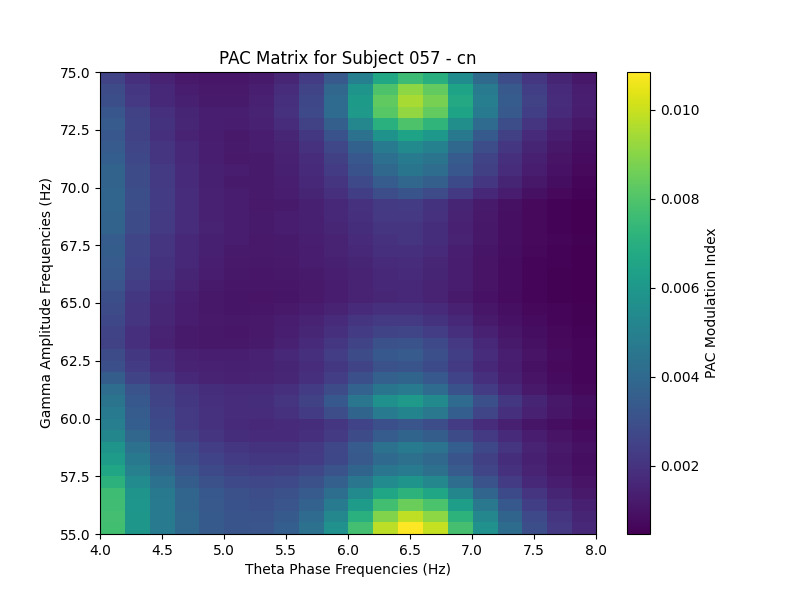 PAC Matrix for Subject 057 - cn
75.0
72.5
70.0
67.5
65.0
62.5
60.0
57.5
55.0
Gamma Amplitude Frequencies (Hz)
4.0 4.5 5.0 5.5 6.0 6.5 7.0 7.5 8.0
Theta Phase Frequencies (Hz)
0.010
0.008
0.006
0.004
0.002
PAC Modulation Index